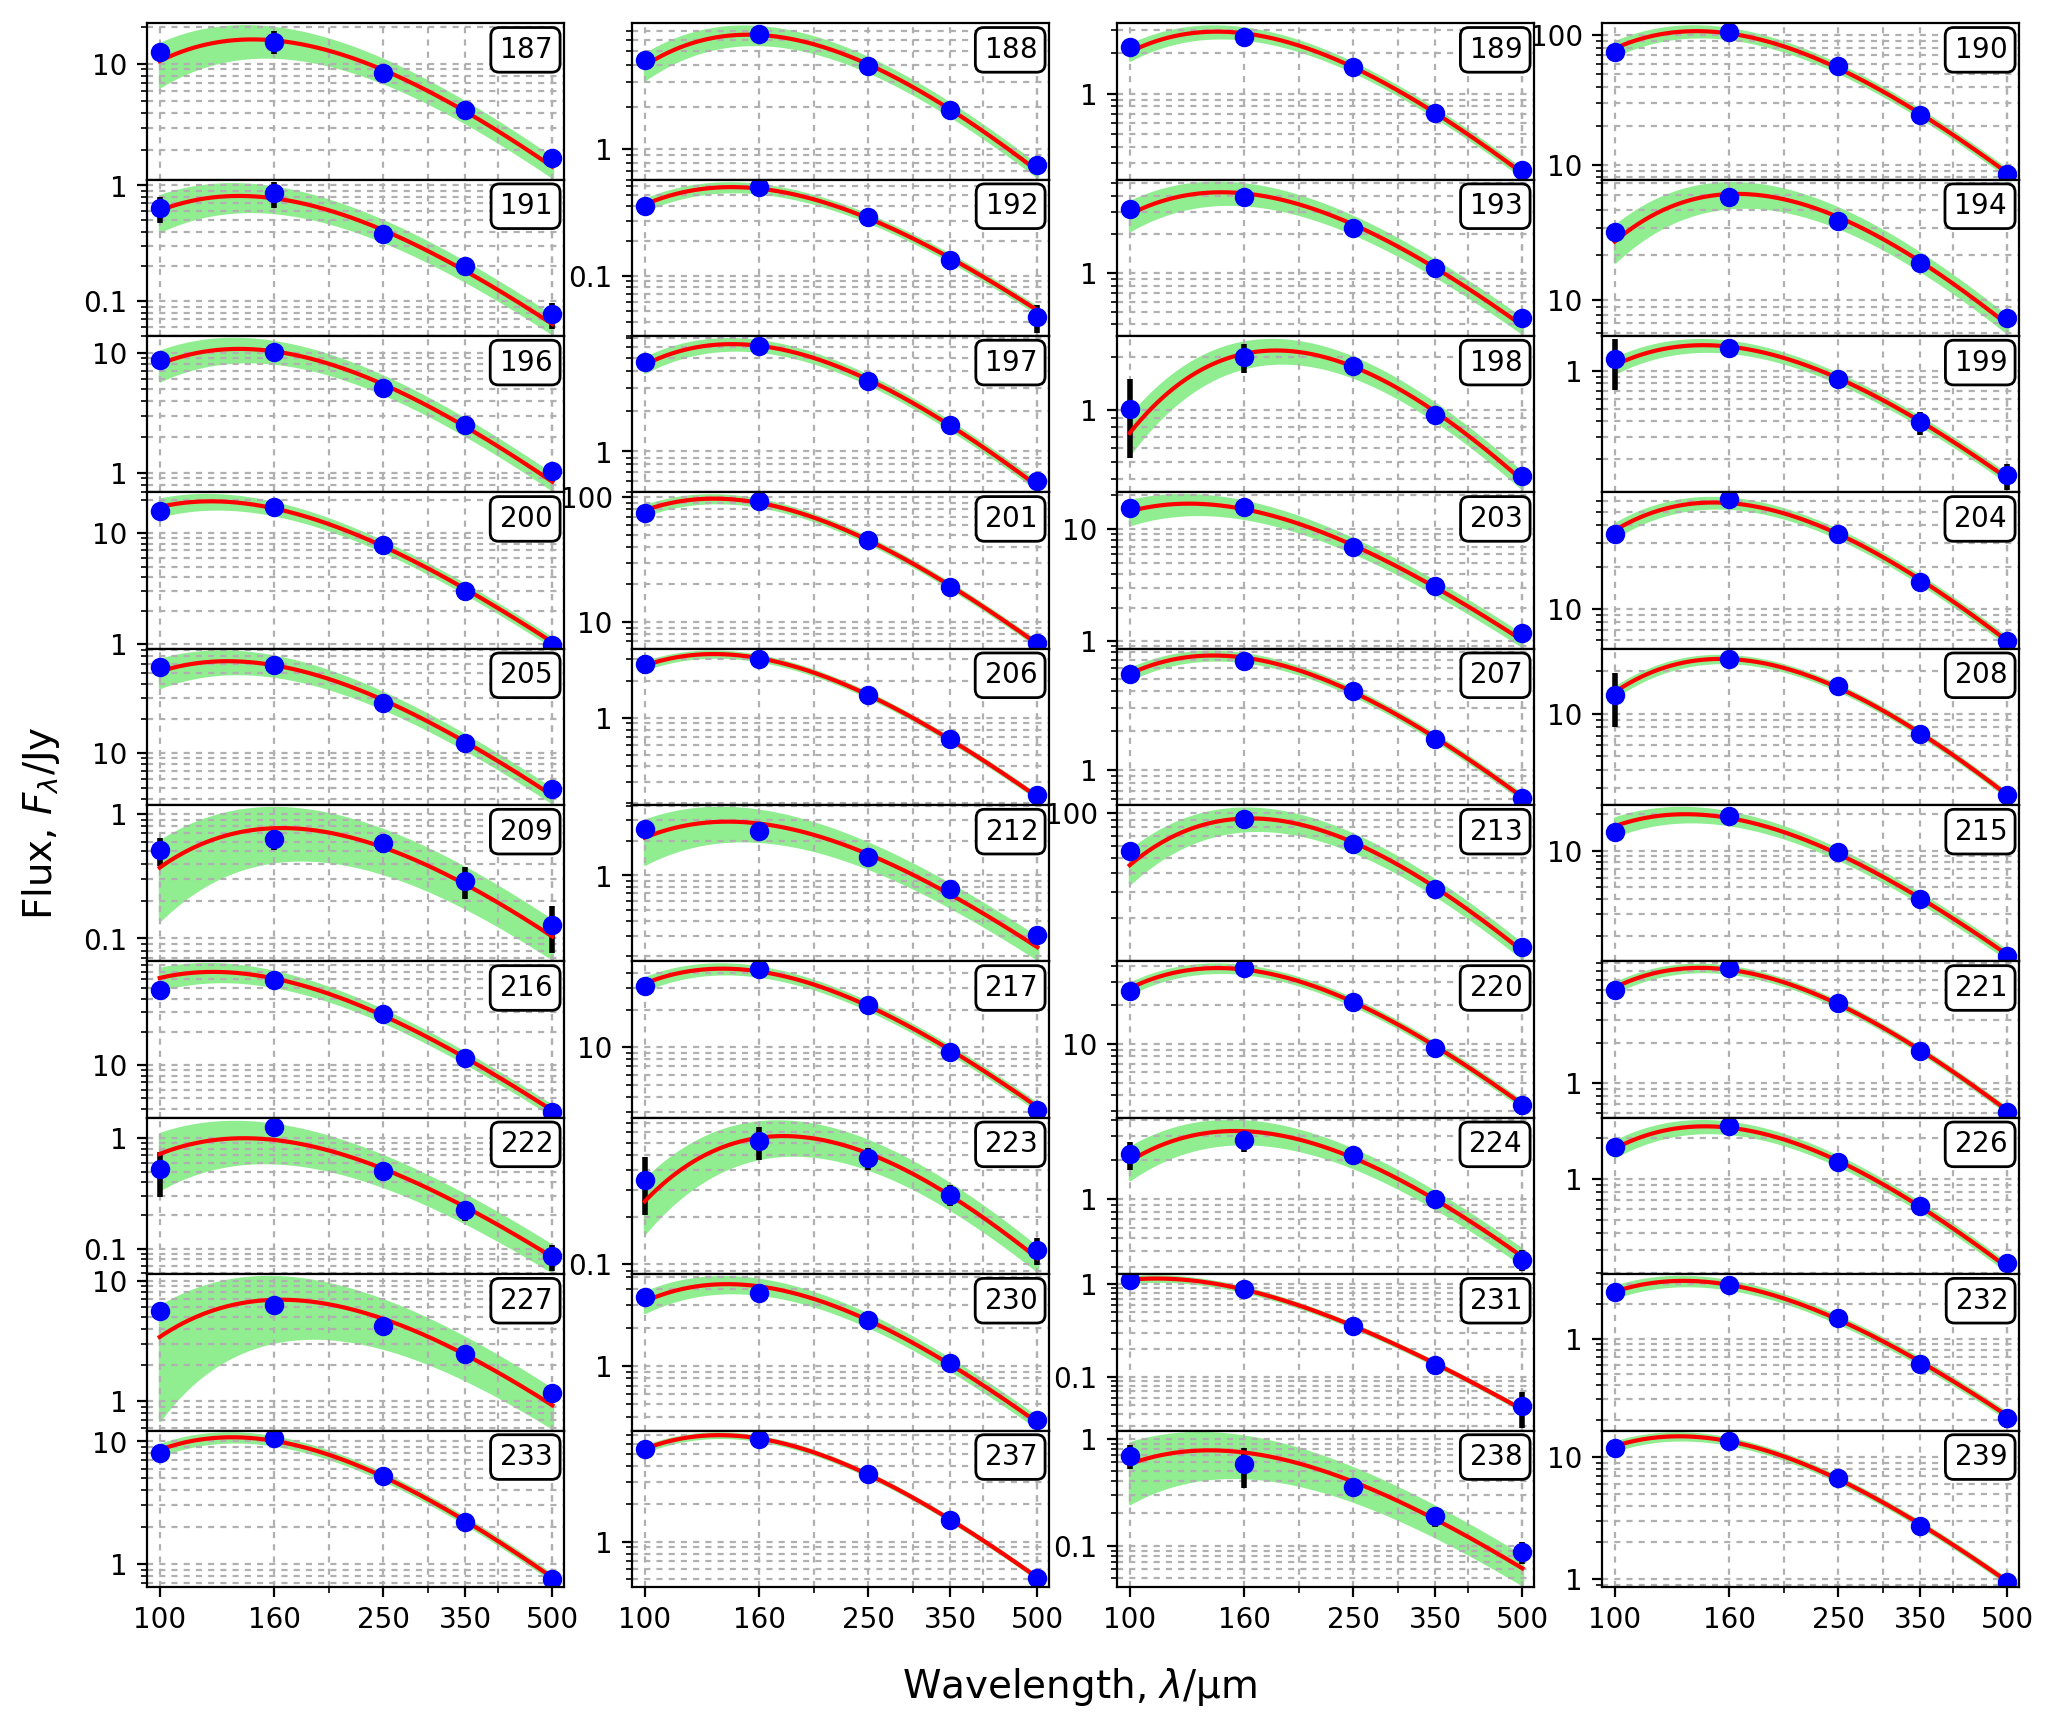 187 188 189 190
10 1 1 100 10
191 192 193 194
1 0.1 0.1 1 10
196 197 198 199
10 1 1 1 1
200 201 203 204
10 1 100 10 10 1 10
205 206 207 208
10 1 1 10
209 212 213 215
1 0.1 1 100 10
216 217 220 221
10 10 10 1
222 223 224 226
1 0.1 0.1 1 1
227 230 231 232
10 1 1 1 0.1 1
233 237 238 239
10 1 1 1 0.1 10 1
100 160 250 350 500 100 160 250 350 500 100 160 250 350 500 100 160 250 350 500
Flux, Fλ/Jy
Wavelength, λ/μm